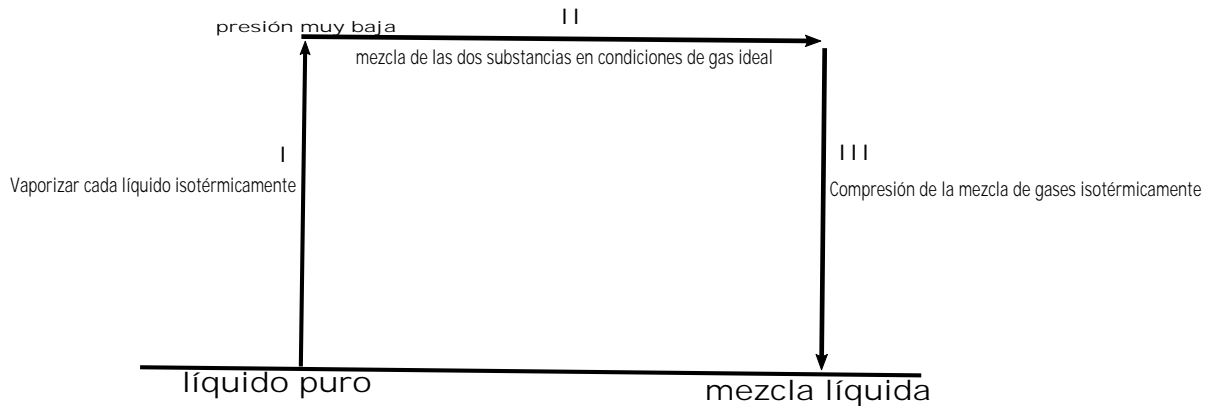 II
presión muy baja
mezcla de las dos substancias en condiciones de gas ideal
I
Vaporizar cada líquido isotérmicamente
III
Compresión de la mezcla de gases isotérmicamente
líquido puro
mezcla líquida